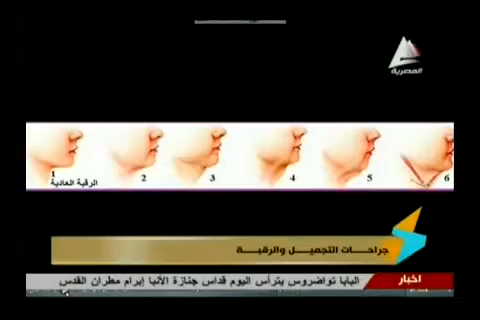 المصرية
1 2 3 4 5 6
الرقبة العادية
جراحات التجميل والرقبة
اخبار
البابا تواضروس يترأس اليوم قداس جنازة الأنبا إبرام مطران القدس